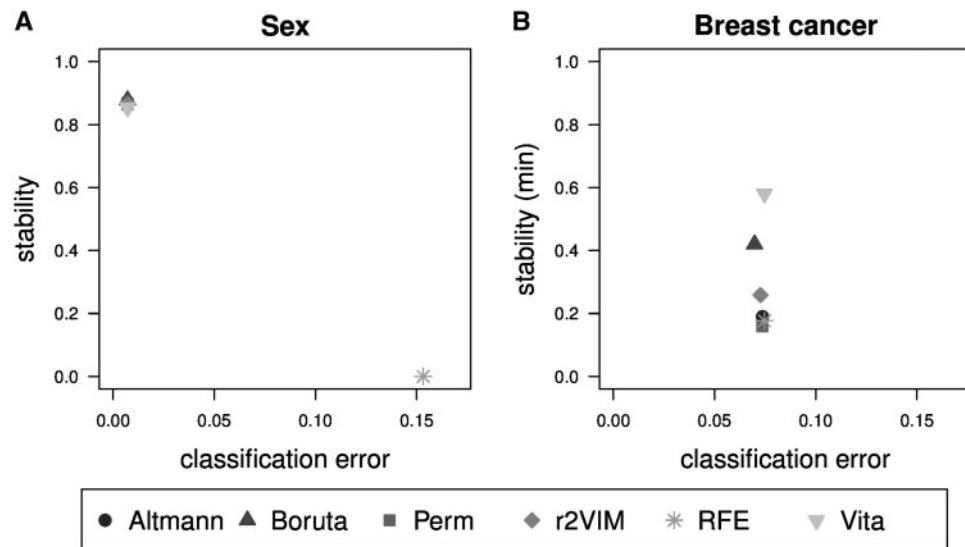 A
Sex
stability
1.0
0.8
0.6
0.4
0.2
0.0
0.00
0.05
0.10
0.15
classification error
B
Breast cancer
stability (min)
1.0
0.8
0.6
0.4
0.2
0.0
0.00
0.05
0.10
0.15
classification error
Altmann Boruta Perm r2VIM RFE Vita